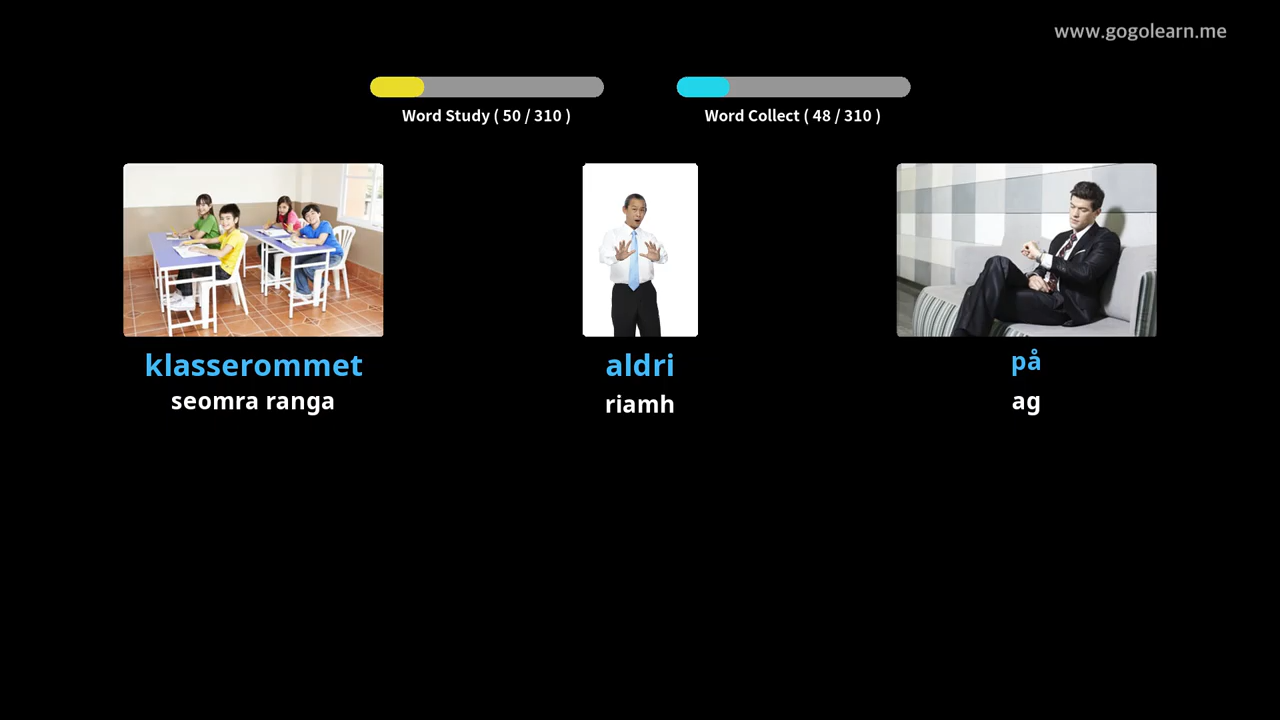 www.gogolearn.me
Word Study ( 50 / 310 )
Word Collect ( 48 / 310 )
klasserommet
seomra ranga
aldri
riamh
på
ag